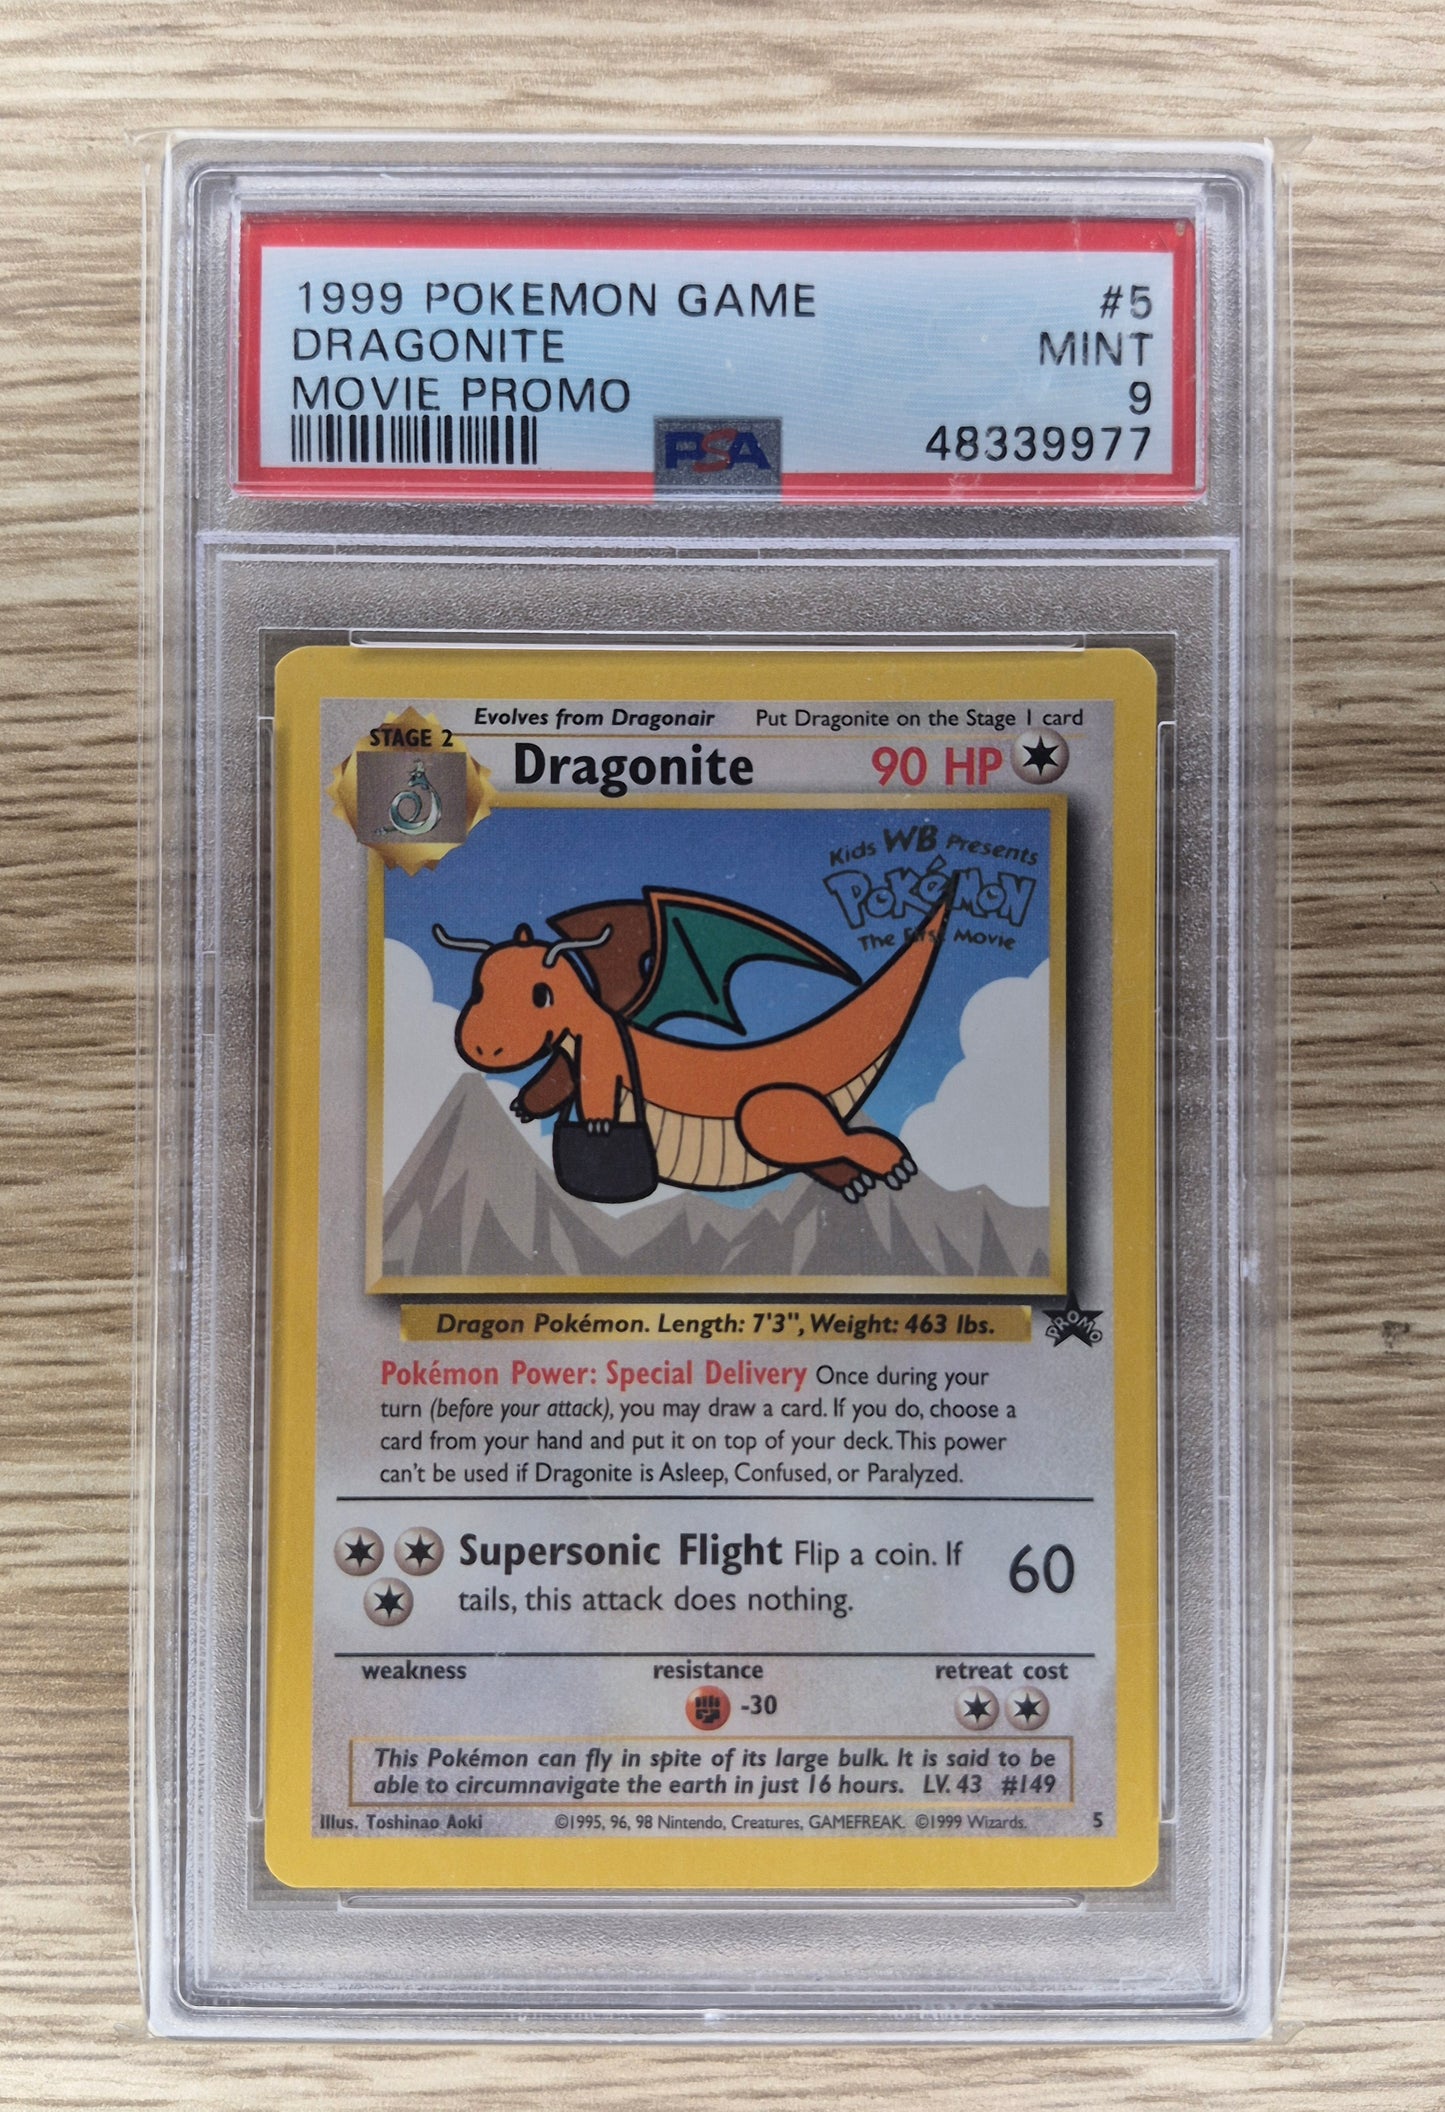 1999 POKEMON GAME #5
DRAGONITE MINT
MOVIE PROMO 9
PSA 48339977
Evolves from Dragonair Put Dragonite on the Stage 1 card
STAGE 2
Dragonite 90 HP
Kids WB Presents
POKéMON
The First Movie
Dragon Pokémon. Length: 7'3", Weight: 463 lbs.
PROMO
Pokémon Power: Special Delivery Once during your
turn (before your attack), you may draw a card. If you do, choose a
card from your hand and put it on top of your deck. This power
can't be used if Dragonite is Asleep, Confused, or Paralyzed.
Supersonic Flight Flip a coin. If
tails, this attack does nothing.
60
weakness resistance retreat cost
-30
This Pokémon can fly in spite of its large bulk. It is said to be
able to circumnavigate the earth in just 16 hours. LV. 43 #149
Illus. Toshinao Aoki ©1995, 96, 98 Nintendo, Creatures, GAMEFREAK. ©1999 Wizards. 5